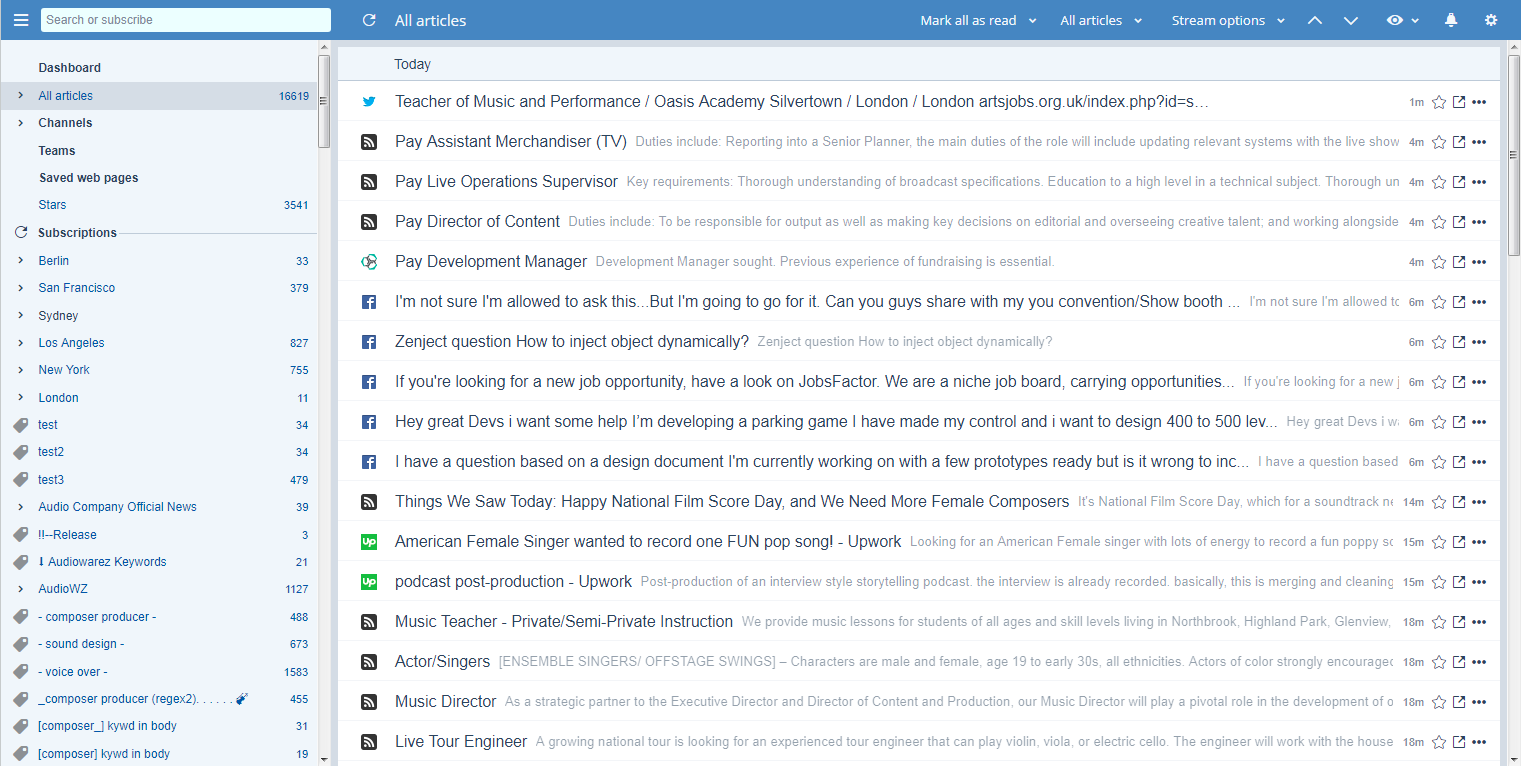 Search or subscribe
All articles
Mark all as read
All articles
Stream options
Dashboard
All articles 16619
Channels
Teams
Saved web pages
Stars 3541
Subscriptions
Berlin 33
San Francisco 379
Sydney
Los Angeles 827
New York 755
London 11
test 34
test2 34
test3 479
Audio Company Official News 39
!!--Release 3
⬇ Audiowarez Keywords 21
AudioWZ 1127
- composer producer - 488
- sound design - 673
- voice over - 1583
_composer producer (regex2). . . . . . 455
[composer_] kywd in body 31
[composer] kywd in body 19
Today
Teacher of Music and Performance / Oasis Academy Silvertown / London / London artsjobs.org.uk/index.php?id=s… 1m
Pay Assistant Merchandiser (TV) Duties include: Reporting into a Senior Planner, the main duties of the role will include updating relevant systems with the live show 4m
Pay Live Operations Supervisor Key requirements: Thorough understanding of broadcast specifications. Education to a high level in a technical subject. Thorough un 4m
Pay Director of Content Duties include: To be responsible for output as well as making key decisions on editorial and overseeing creative talent; and working alongside 4m
Pay Development Manager Development Manager sought. Previous experience of fundraising is essential. 4m
I'm not sure I'm allowed to ask this...But I'm going to go for it. Can you guys share with my you convention/Show booth ... I'm not sure I'm allowed to 6m
Zenject question How to inject object dynamically? Zenject question How to inject object dynamically? 6m
If you're looking for a new job opportunity, have a look on JobsFactor. We are a niche job board, carrying opportunities... If you're looking for a new j 6m
Hey great Devs i want some help I'm developing a parking game I have made my control and i want to design 400 to 500 lev... Hey great Devs i wa 6m
I have a question based on a design document I'm currently working on with a few prototypes ready but is it wrong to inc... I have a question based 6m
Things We Saw Today: Happy National Film Score Day, and We Need More Female Composers It's National Film Score Day, which for a soundtrack ne 14m
American Female Singer wanted to record one FUN pop song! - Upwork Looking for an American Female singer with lots of energy to record a fun poppy so 15m
podcast post-production - Upwork Post-production of an interview style storytelling podcast. the interview is already recorded. basically, this is merging and cleaning 15m
Music Teacher - Private/Semi-Private Instruction We provide music lessons for students of all ages and skill levels living in Northbrook, Highland Park, Glenview, 18m
Actor/Singers [ENSEMBLE SINGERS/ OFFSTAGE SWINGS] – Characters are male and female, age 19 to early 30s, all ethnicities. Actors of color strongly encouraged 18m
Music Director As a strategic partner to the Executive Director and Director of Content and Production, our Music Director will play a pivotal role in the development of o 18m
Live Tour Engineer A growing national tour is looking for an experienced tour engineer that can play violin, viola, or electric cello. The engineer will work with the house 18m